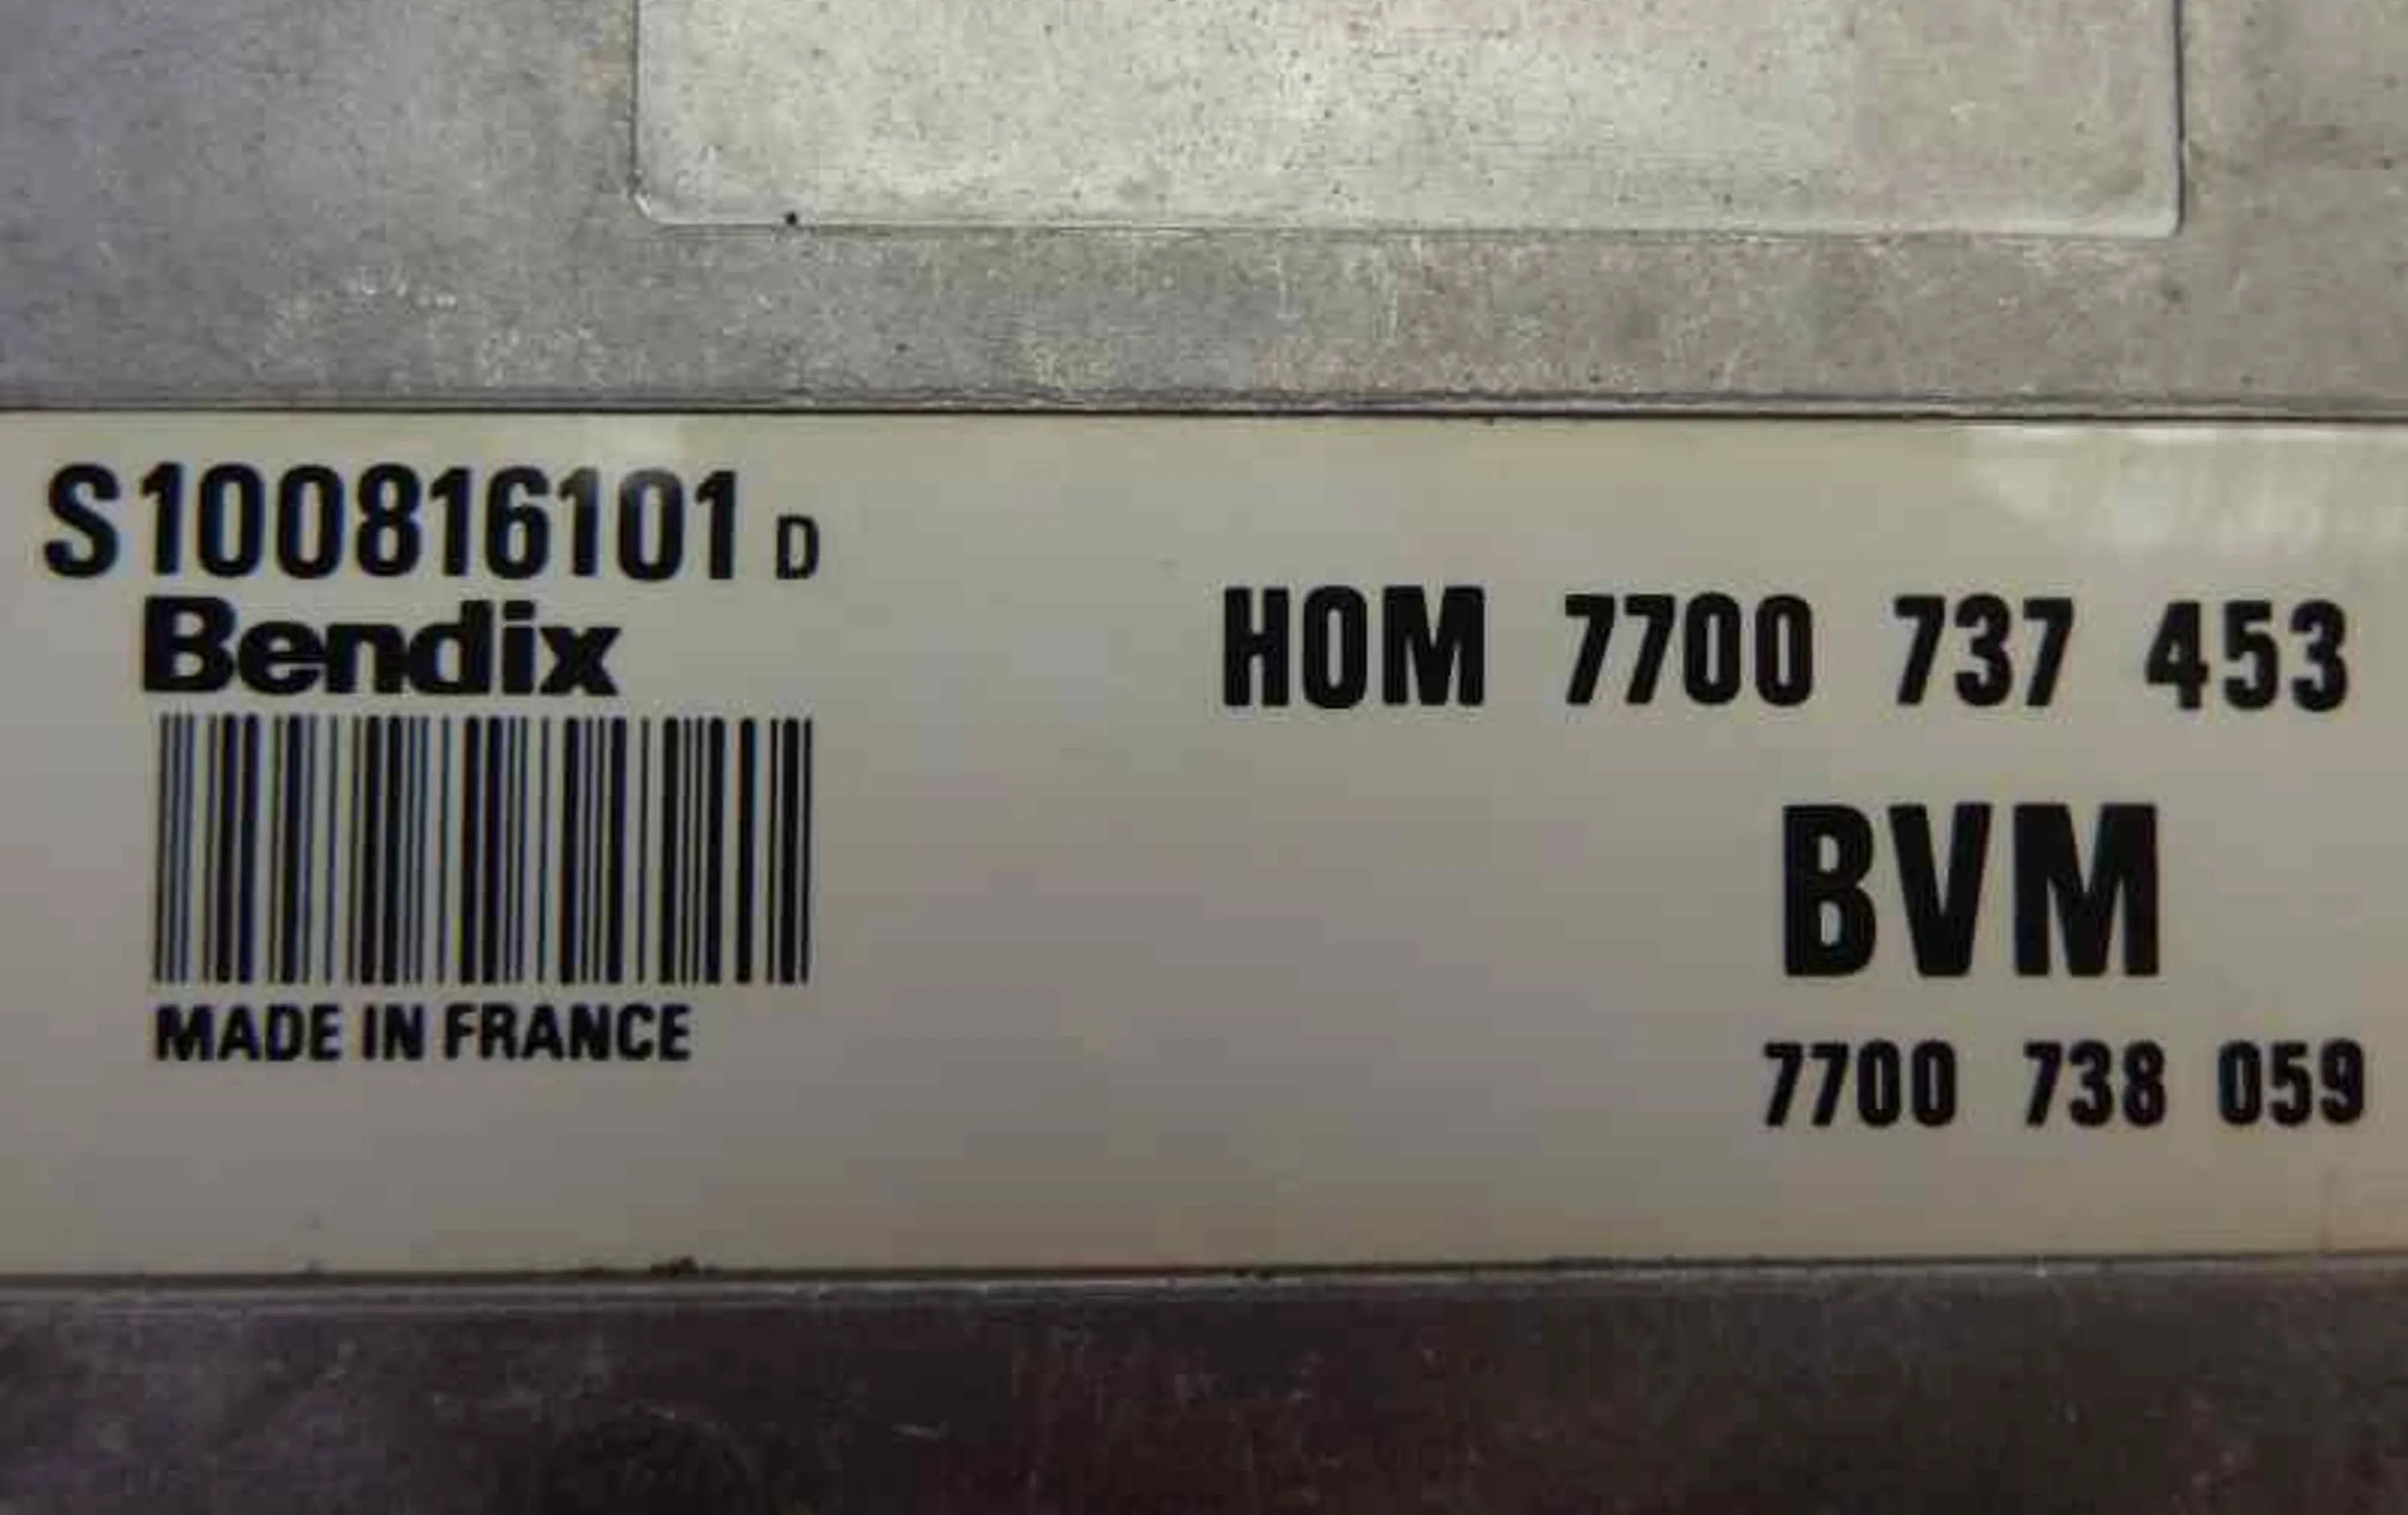 S100816101 D
Bendix
MADE IN FRANCE
HOM 7700 737 453
BVM
7700 738 059